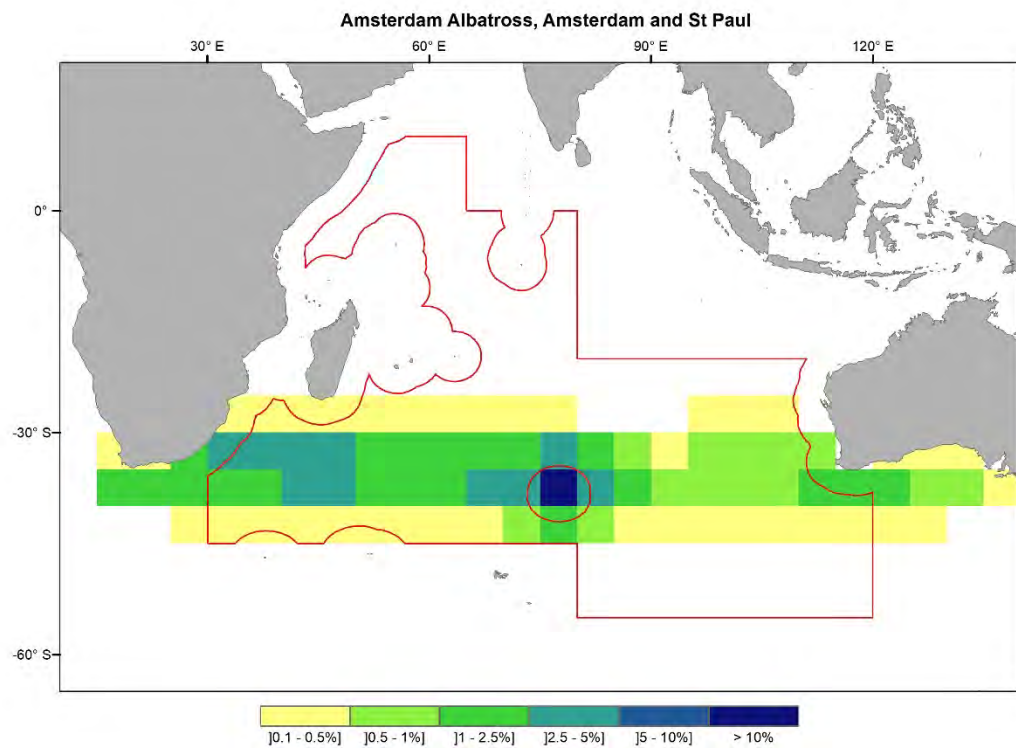 Amsterdam Albatross, Amsterdam and St Paul
30° E 60° E 90° E 120° E
0°
-30° S
-60° S
]0.1 - 0.5%] ]0.5 - 1%] ]1 - 2.5%] ]2.5 - 5%] ]5 - 10%] > 10%